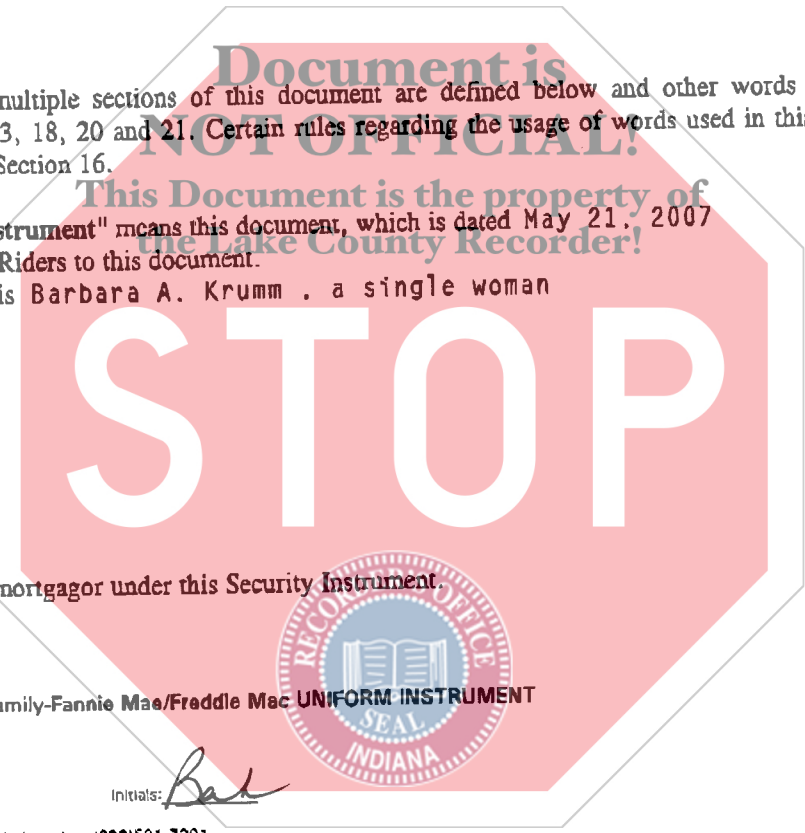 Document is
multiple sections of this document are defined below and other words
3, 18, 20 and 21. Certain rules regarding the usage of words used in this
NOT OFFICIAL!
Section 16.
This Document is the property of
strument" means this document, which is dated May 21, 2007
the Lake County Recorder!
Riders to this document.
is Barbara A. Krumm . a single woman
STOP
mortgagor under this Security Instrument.
RECORDER'S OFFICE
amily-Fannie Mae/Freddie Mac UNIFORM INSTRUMENT
SEAL
INDIANA
Initials: Bak